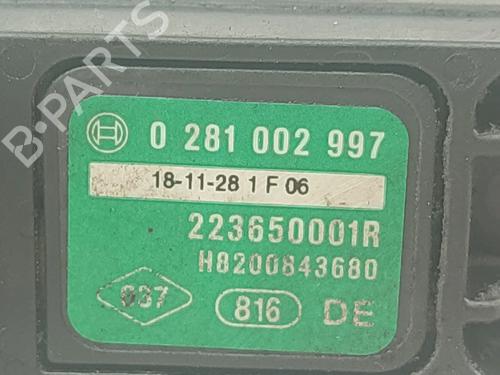 B-PARTS
0 281 002 997
18-11-28 1 F 06
223650001R
H8200843680
037 816 DE